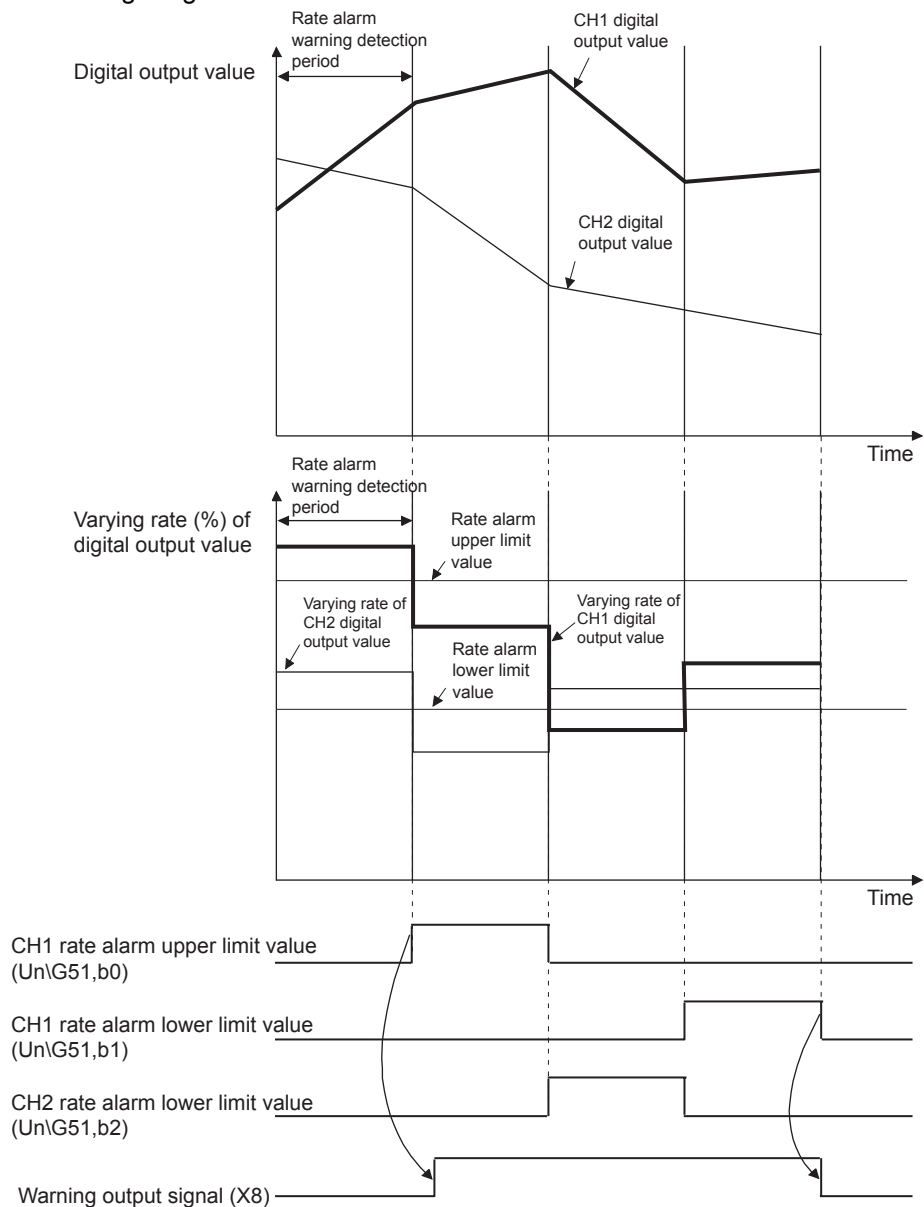 Rate alarm
warning detection
period
CH1 digital
output value
Digital output value
CH2 digital
output value
Time
Rate alarm
warning detection
period
Varying rate (%) of
digital output value
Rate alarm
upper limit
value
Varying rate of
CH2 digital
output value
Varying rate of
CH1 digital
output value
Rate alarm
lower limit
value
Time
CH1 rate alarm upper limit value
(Un\G51,b0)
CH1 rate alarm lower limit value
(Un\G51,b1)
CH2 rate alarm lower limit value
(Un\G51,b2)
Warning output signal (X8)